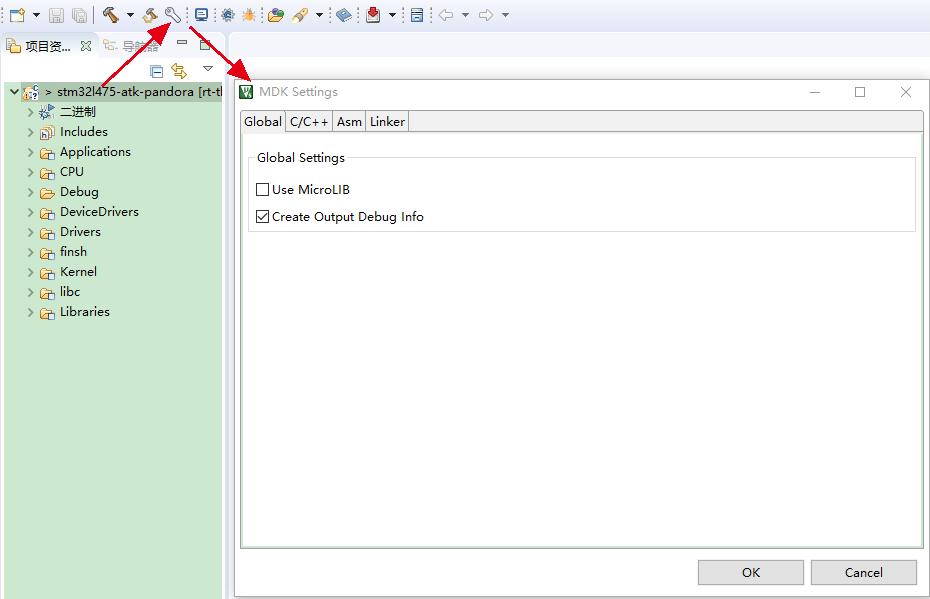 项目资...
导航器
> stm32l475-atk-pandora [rt-t
二进制
Includes
Applications
CPU
Debug
DeviceDrivers
Drivers
finsh
Kernel
libc
Libraries
MDK Settings
Global C/C++ Asm Linker
Global Settings
Use MicroLIB
Create Output Debug Info
OK Cancel